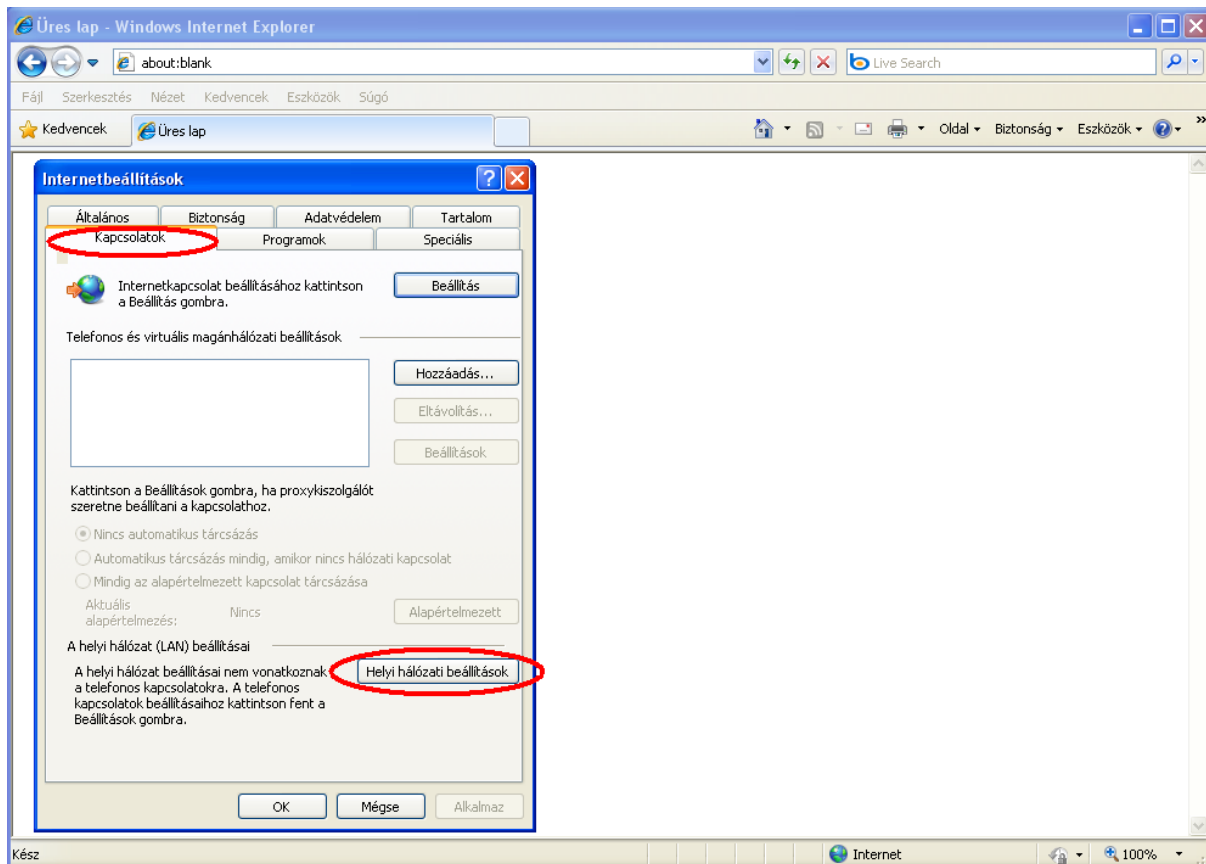 Üres lap - Windows Internet Explorer
about:blank
Live Search
Fájl Szerkesztés Nézet Kedvencek Eszközök Súgó
Kedvencek Üres lap Oldal Biztonság Eszközök
Internetbeállítások
Általános Biztonság Adatvédelem Tartalom
Kapcsolatok Programok Speciális
Internetkapcsolat beállításához kattintson
a Beállítás gombra.
Beállítás
Telefonos és virtuális magánhálózati beállítások
Hozzáadás...
Eltávolítás...
Beállítások
Kattintson a Beállítások gombra, ha proxykiszolgálót
szeretne beállítani a kapcsolathoz.
Nincs automatikus tárcsázás
Automatikus tárcsázás mindig, amikor nincs hálózati kapcsolat
Mindig az alapértelmezett kapcsolat tárcsázása
Aktuális
alapértelmezés:
Nincs
Alapértelmezett
A helyi hálózat (LAN) beállításai
A helyi hálózat beállításai nem vonatkoznak
a telefonos kapcsolatokra. A telefonos
kapcsolatok beállításaihoz kattintson fent a
Beállítások gombra.
Helyi hálózati beállítások
OK Mégse Alkalmaz
Kész Internet 100%